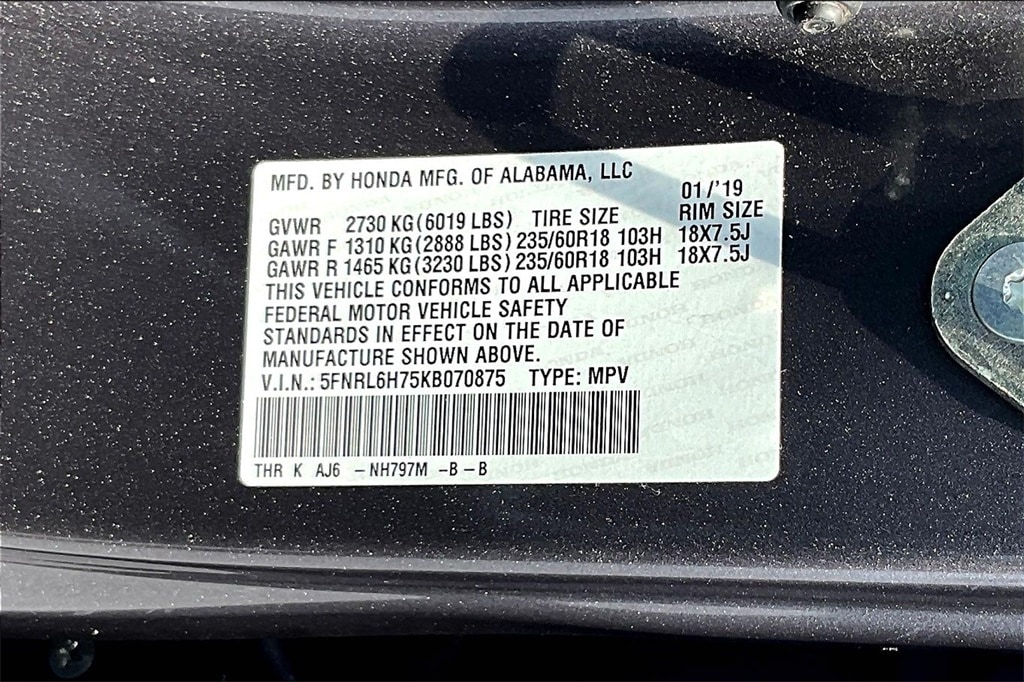 MFD. BY HONDA MFG. OF ALABAMA, LLC
01/'19
GVWR 2730 KG (6019 LBS) TIRE SIZE RIM SIZE
GAWR F 1310 KG (2888 LBS) 235/60R18 103H 18X7.5J
GAWR R 1465 KG (3230 LBS) 235/60R18 103H 18X7.5J
THIS VEHICLE CONFORMS TO ALL APPLICABLE
FEDERAL MOTOR VEHICLE SAFETY
STANDARDS IN EFFECT ON THE DATE OF
MANUFACTURE SHOWN ABOVE.
V.I.N.: 5FNRL6H75KB070875 TYPE: MPV
THR K AJ6 - NH797M - B - B